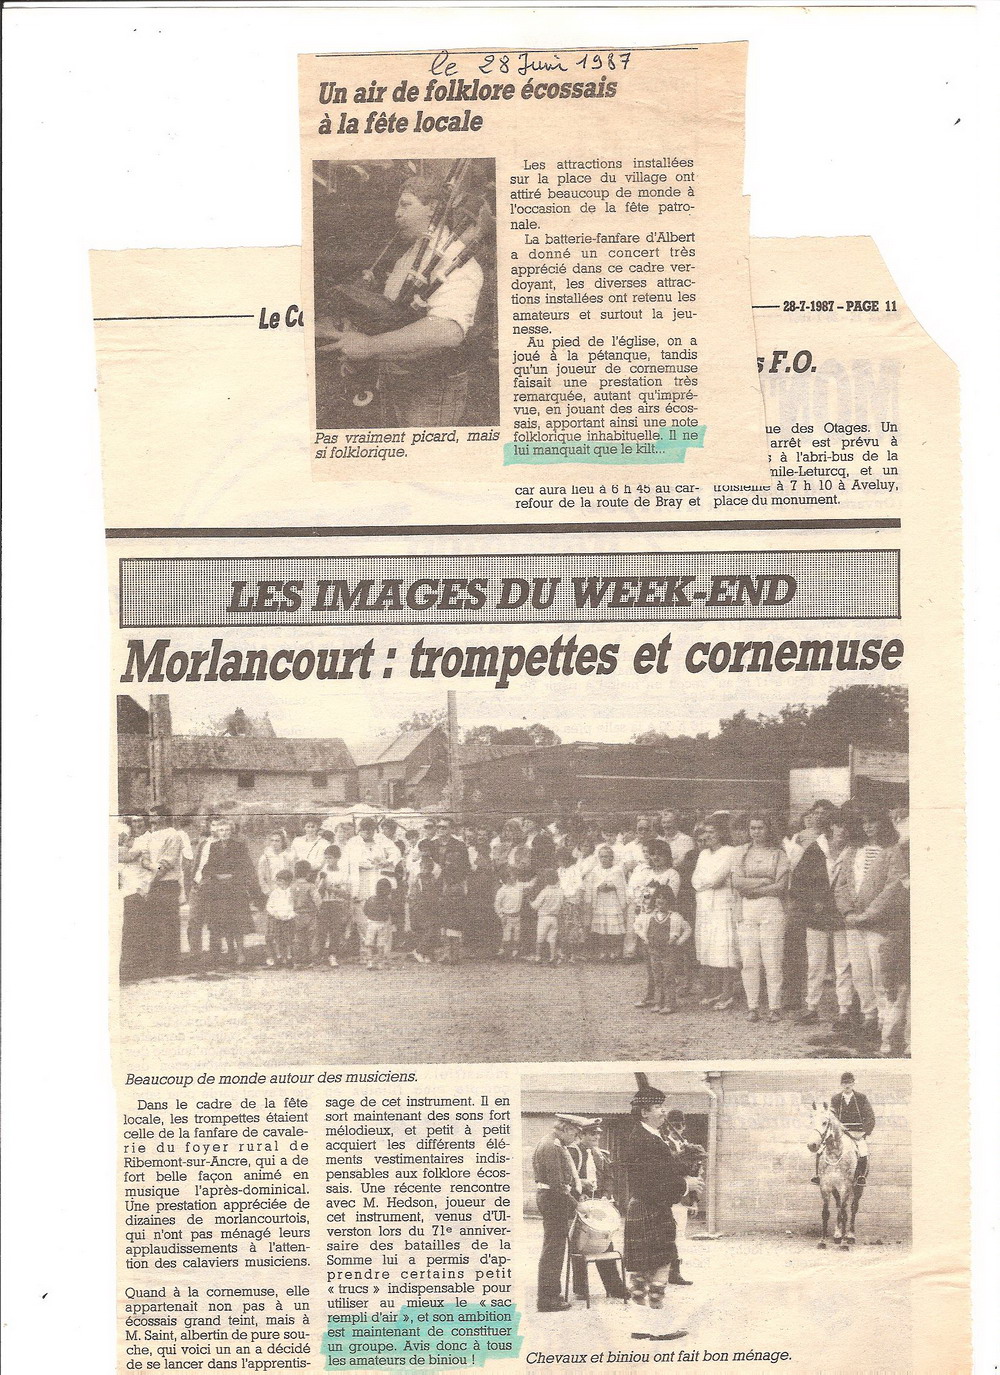 le 28 Juin 1987
Un air de folklore écossais
à la fête locale
Les attractions installées
sur la place du village ont
attiré beaucoup de monde à
l'occasion de la fête patro-
nale.
La batterie-fanfare d'Albert
a donné un concert très
apprécié dans ce cadre ver-
doyant, les diverses attrac-
tions installées ont retenu les
amateurs et surtout la jeu-
nesse.
Au pied de l'église, on a
joué à la pétanque, tandis
qu'un joueur de cornemuse
faisait une prestation très
remarquée, autant qu'impré-
vue, en jouant des airs écos-
sais, apportant ainsi une note
folklorique inhabituelle. Il ne
lui manquait que le kilt...
Pas vraiment picard, mais
si folklorique.
Le Co
28-7-1987 – PAGE 11
s F.O.
ue des Otages. Un
arrêt est prévu à
s à l'abri-bus de la
mile-Leturcq, et un
troisième à 7 h 10 à Aveluy,
place du monument.
car aura lieu à 6 h 45 au car-
refour de la route de Bray et
LES IMAGES DU WEEK-END
Morlancourt : trompettes et cornemuse
Beaucoup de monde autour des musiciens.
Dans le cadre de la fête
locale, les trompettes étaient
celle de la fanfare de cavale-
rie du foyer rural de
Ribemont-sur-Ancre, qui a de
fort belle façon animé en
musique l'après-dominical.
Une prestation appréciée de
dizaines de morlancourtois,
qui n'ont pas ménagé leurs
applaudissements à l'atten-
tion des calaviers musiciens.
Quand à la cornemuse, elle
appartenait non pas à un
écossais grand teint, mais à
M. Saint, albertin de pure sou-
che, qui voici un an a décidé
de se lancer dans l'apprentis-
sage de cet instrument. Il en
sort maintenant des sons fort
mélodieux, et petit à petit
acquiert les différents élé-
ments vestimentaires indis-
pensables aux folklore écos-
sais. Une récente rencontre
avec M. Hedson, joueur de
cet instrument, venus d'Ul-
verston lors du 71e anniver-
saire des batailles de la
Somme lui a permis d'ap-
prendre certains petit
« trucs » indispensable pour
utiliser au mieux le « sac
rempli d'air », et son ambition
est maintenant de constituer
un groupe. Avis donc à tous
les amateurs de biniou !
Chevaux et biniou ont fait bon ménage.